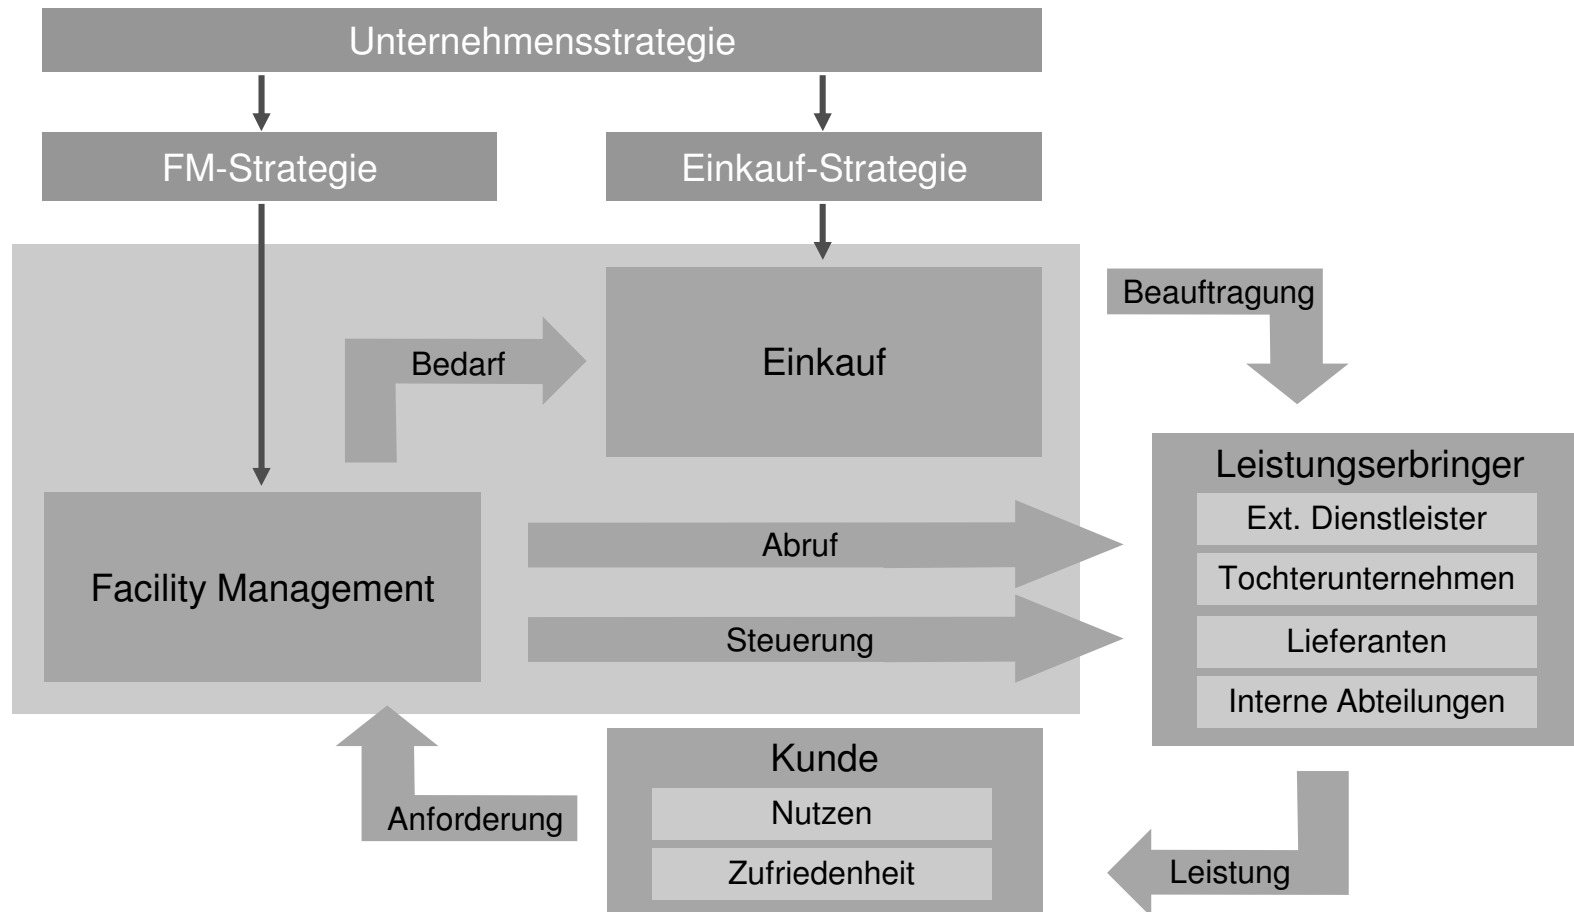 Unternehmensstrategie
FM-Strategie
Einkauf-Strategie
Beauftragung
Bedarf
Einkauf
Leistungserbringer
Ext. Dienstleister
Abruf
Tochterunternehmen
Facility Management
Steuerung
Lieferanten
Interne Abteilungen
Kunde
Nutzen
Anforderung
Zufriedenheit
Leistung